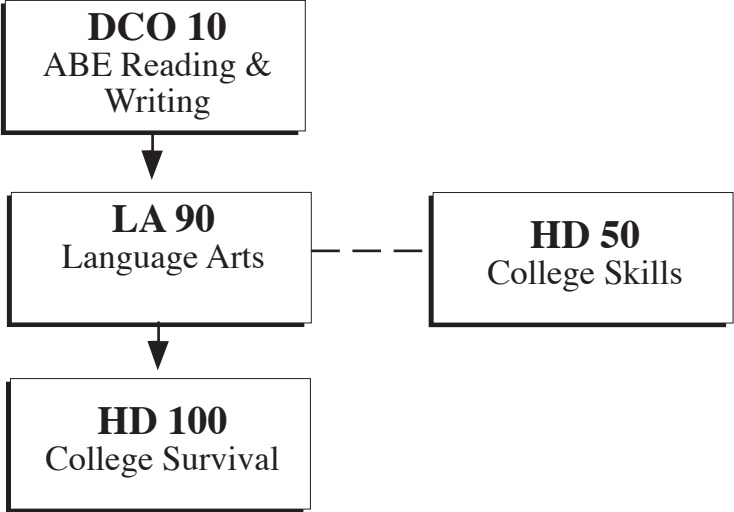 DCO 10
ABE Reading &
Writing
LA 90
Language Arts
HD 50
College Skills
HD 100
College Survival